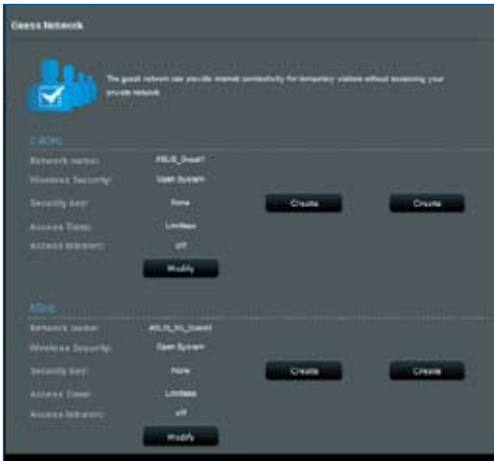 Guest Network
The guest network can provide Internet connectivity for temporary visitors without accessing your
private network.
2.4GHz
Network name: ASUS_Guest1
Wireless Security: Open System
Security key: None Create Create
Access Time: Limitless
Access Intranet: off
Modify
5GHz
Network name: ASUS_5G_Guest1
Wireless Security: Open System
Security key: None Create Create
Access Time: Limitless
Access Intranet: off
Modify